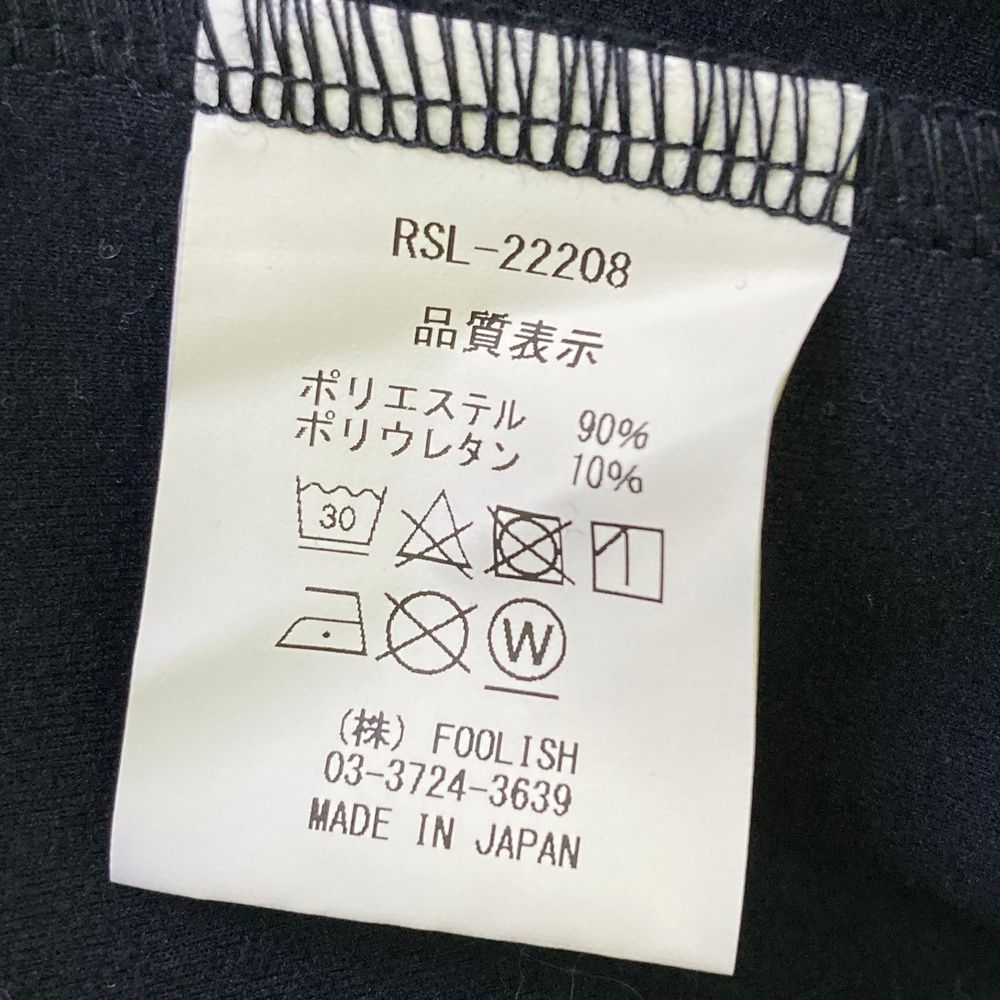 RSL-22208
品質表示
ポリエステル 90%
ポリウレタン 10%
30
W
(株) FOOLISH
03-3724-3639
MADE IN JAPAN